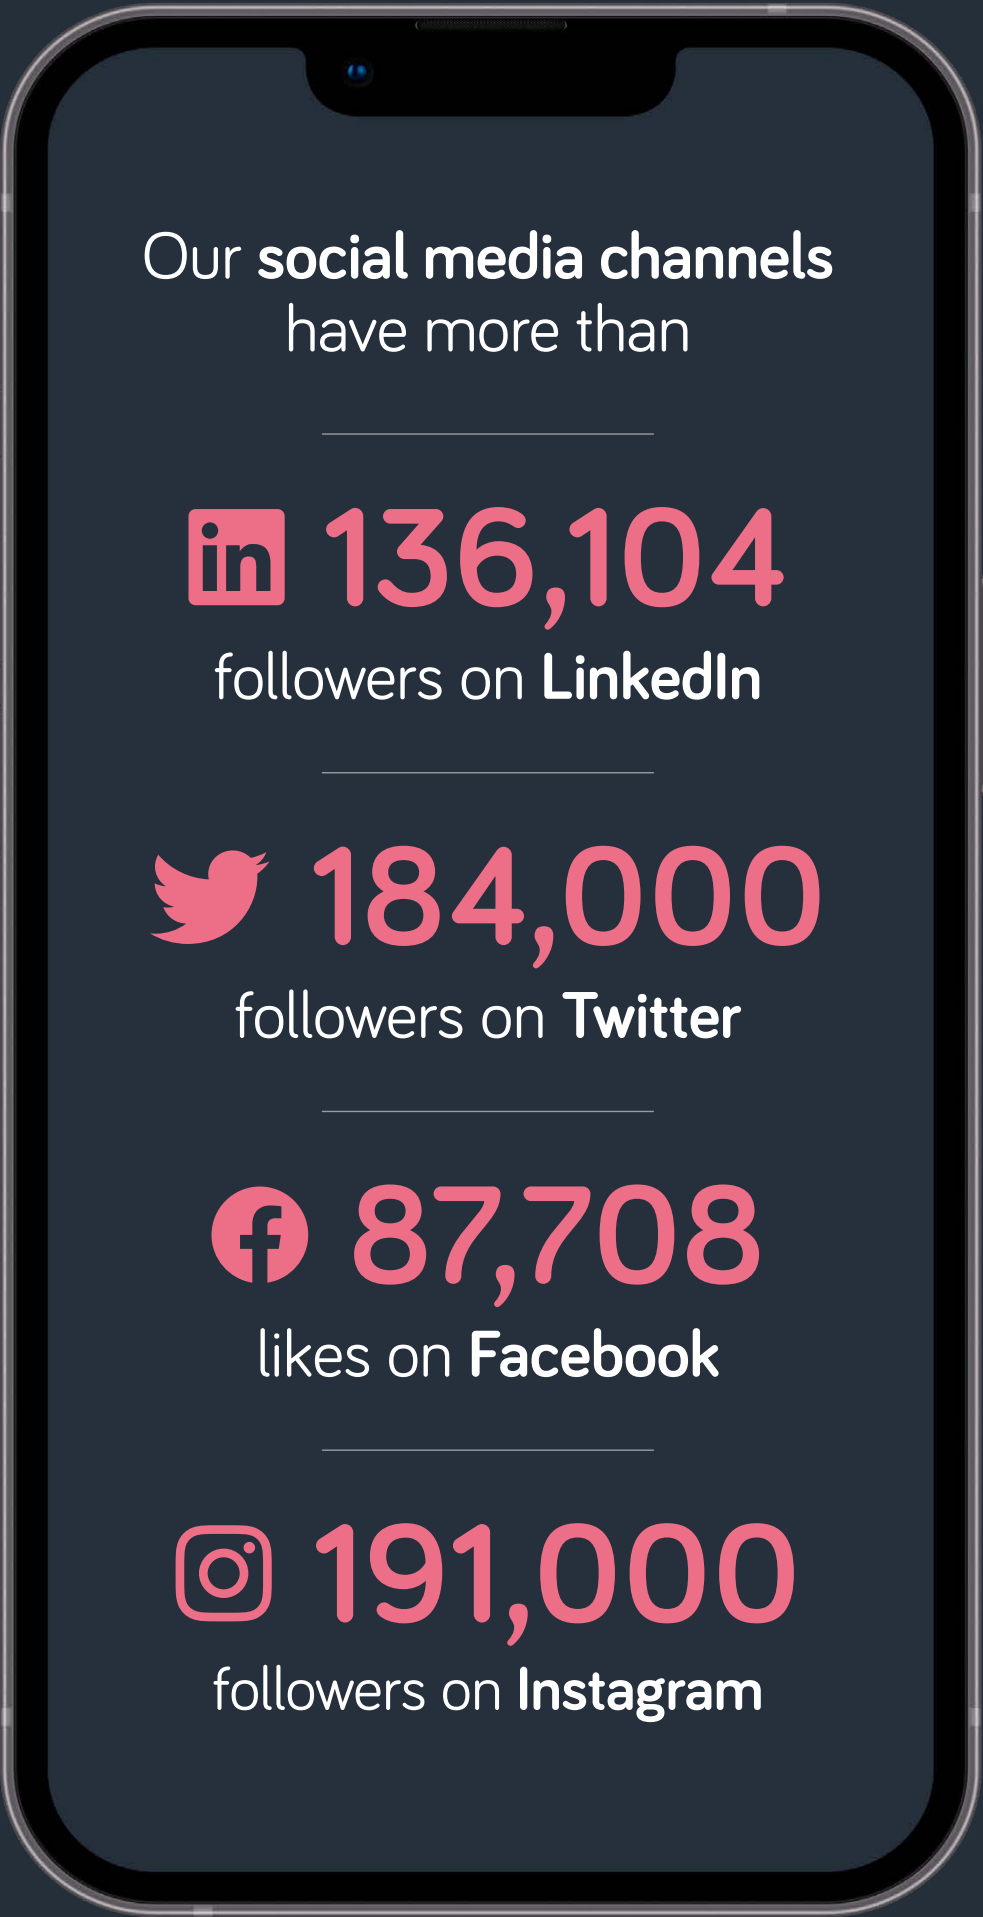 Our social media channels
have more than
in 136,104
followers on LinkedIn
184,000
followers on Twitter
f 87,708
likes on Facebook
191,000
followers on Instagram